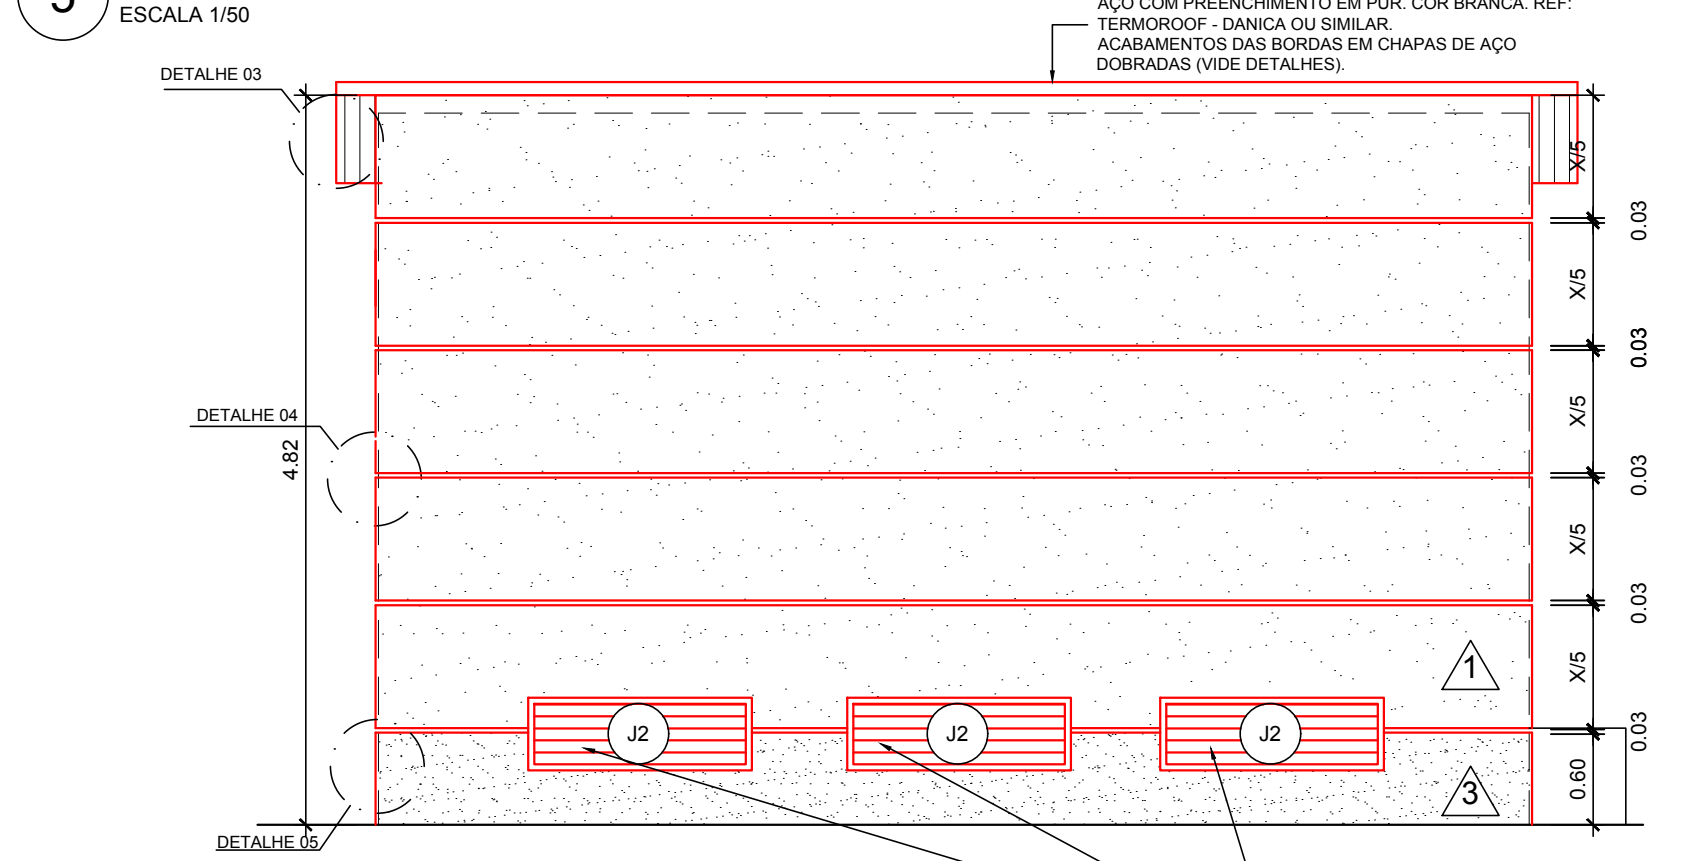 5
ESCALA 1/50
AÇO COM PREENCHIMENTO EM PUR. COR BRANCA. REF:
TERMOROOF - DANICA OU SIMILAR.
ACABAMENTOS DAS BORDAS EM CHAPAS DE AÇO
DOBRADAS (VIDE DETALHES).
DETALHE 03
X/5
0.03
X/5
0.03
DETALHE 04
X/5
4.82
0.03
X/5
0.03
1
X/5
J2
J2
J2
0.03
3
0.60
DETALHE 05